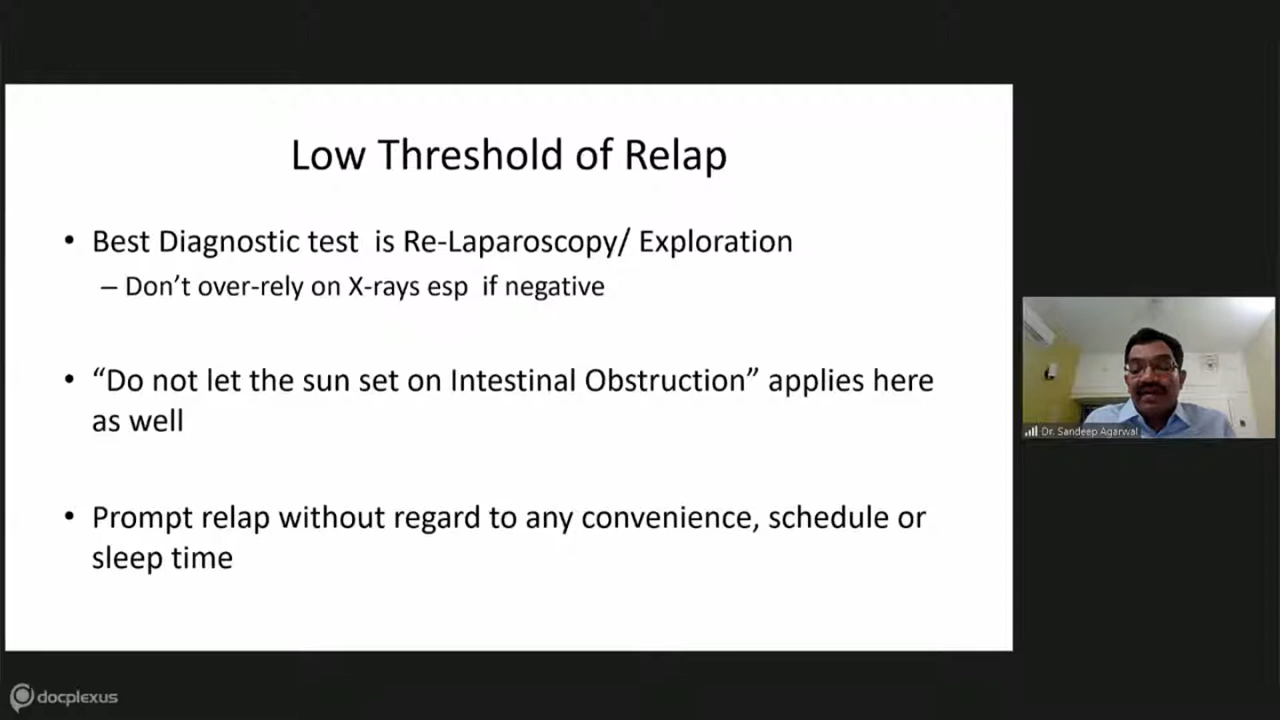 Low Threshold of Relap
• Best Diagnostic test is Re-Laparoscopy/ Exploration
– Don’t over-rely on X-rays esp if negative
• “Do not let the sun set on Intestinal Obstruction” applies here
as well
• Prompt relap without regard to any convenience, schedule or
sleep time
Dr. Sandeep Agarwal
docplexus